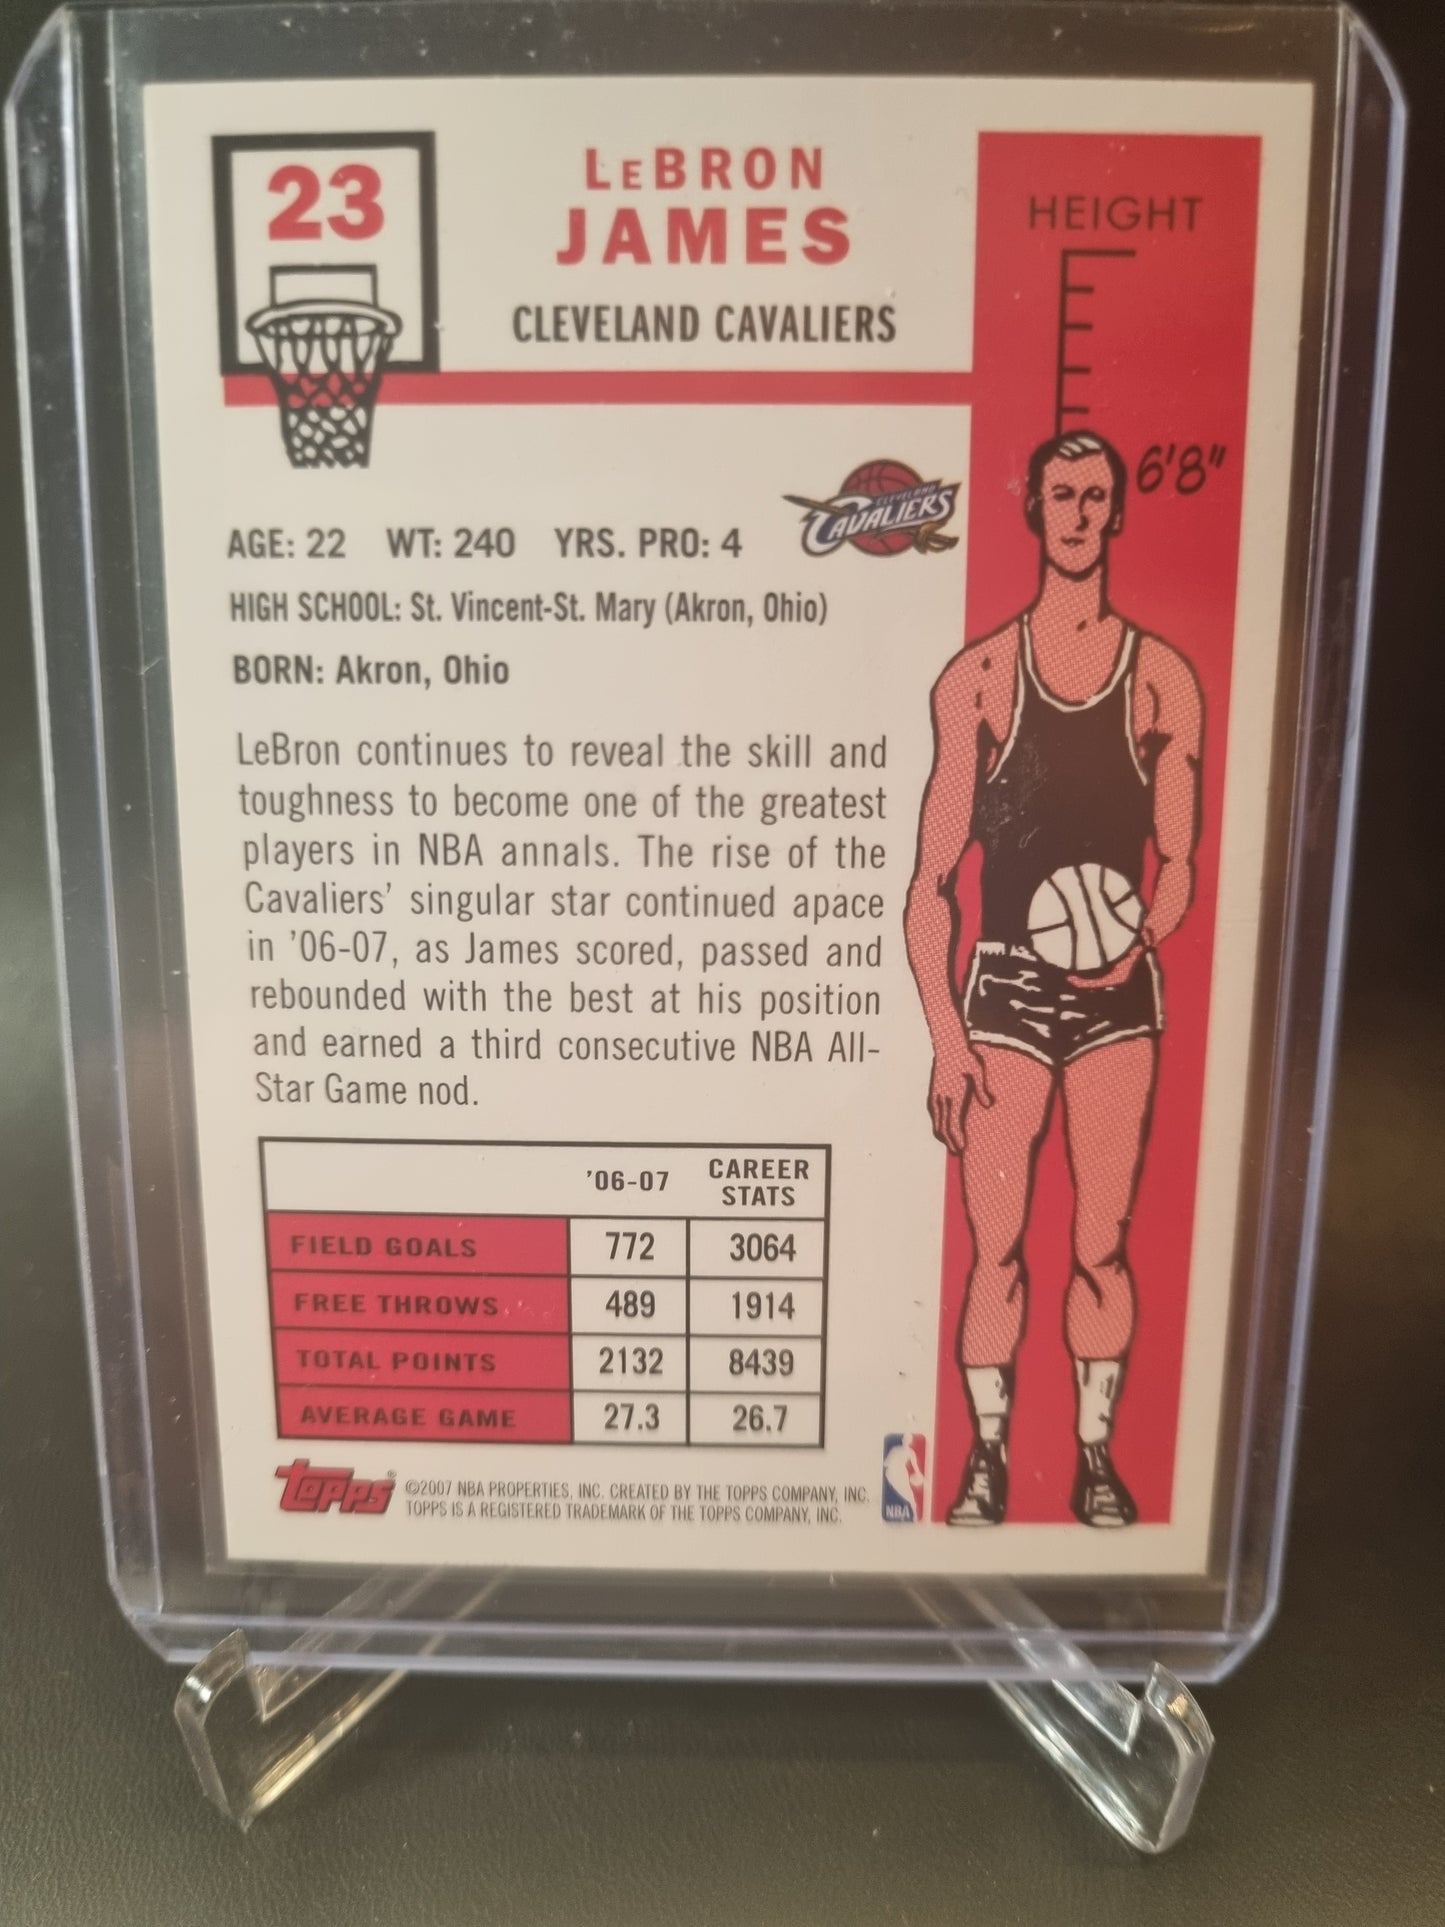 23
LEBRON
JAMES
CLEVELAND CAVALIERS
HEIGHT
6'8"
CLEVELAND
CAVALIERS
AGE: 22 WT: 240 YRS. PRO: 4
HIGH SCHOOL: St. Vincent-St. Mary (Akron, Ohio)
BORN: Akron, Ohio
LeBron continues to reveal the skill and
toughness to become one of the greatest
players in NBA annals. The rise of the
Cavaliers' singular star continued apace
in '06-07, as James scored, passed and
rebounded with the best at his position
and earned a third consecutive NBA All-
Star Game nod.
'06-07 CAREER STATS
FIELD GOALS 772 3064
FREE THROWS 489 1914
TOTAL POINTS 2132 8439
AVERAGE GAME 27.3 26.7
topps®
©2007 NBA PROPERTIES, INC. CREATED BY THE TOPPS COMPANY, INC.
TOPPS IS A REGISTERED TRADEMARK OF THE TOPPS COMPANY, INC.
NBA